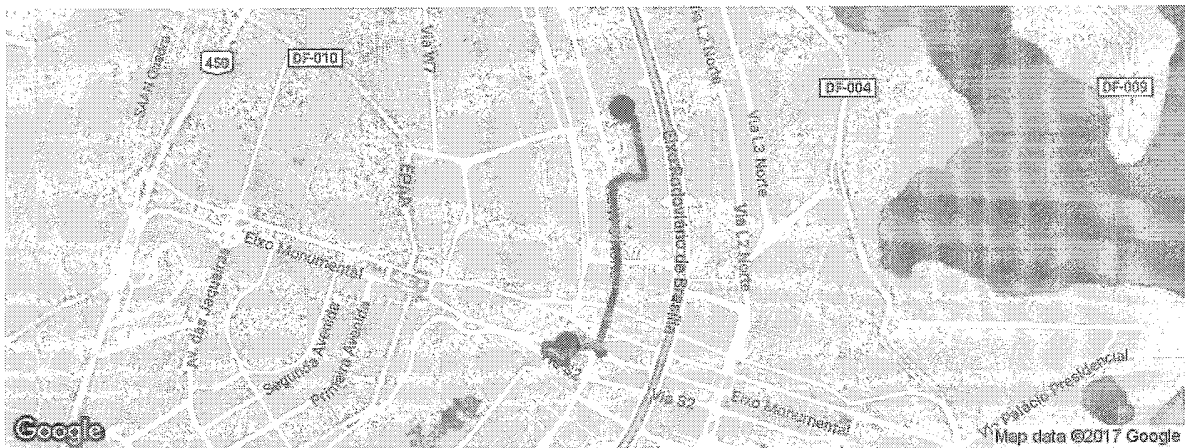 SAI/N Quadra 1
450
DF-010
Via W7
Via L2 Norte
DF-004
DF-009
Via L3 Norte
Eixo Rodoviário de Brasília
EPIA
Via L2 Norte
Eixo Monumental
Av. das Jaqueiras
Segunda Avenida
Primeira Avenida
Via S2
Via S2
Eixo Monumental
Palácio Presidencial
Google
Map data ©2017 Google